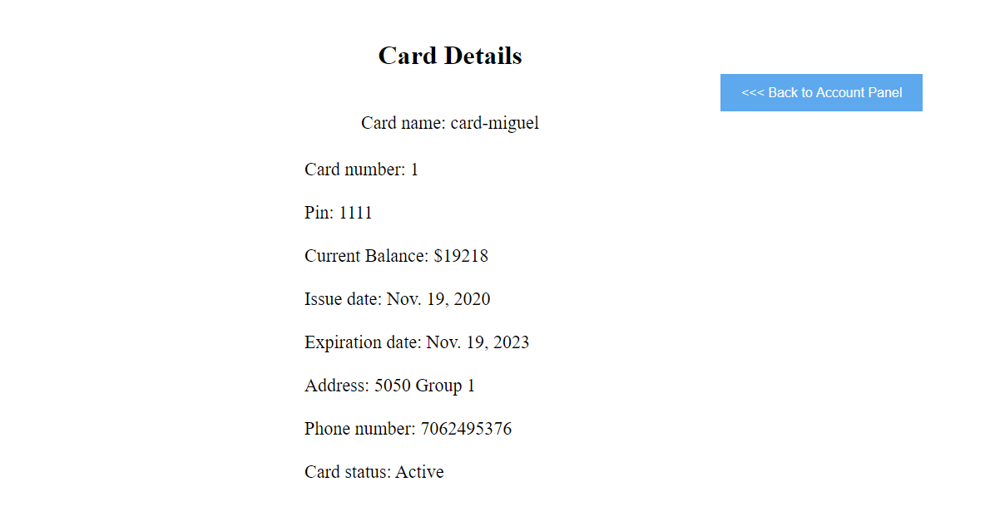 Card Details
<<< Back to Account Panel
Card name: card-miguel
Card number: 1
Pin: 1111
Current Balance: $19218
Issue date: Nov. 19, 2020
Expiration date: Nov. 19, 2023
Address: 5050 Group 1
Phone number: 7062495376
Card status: Active